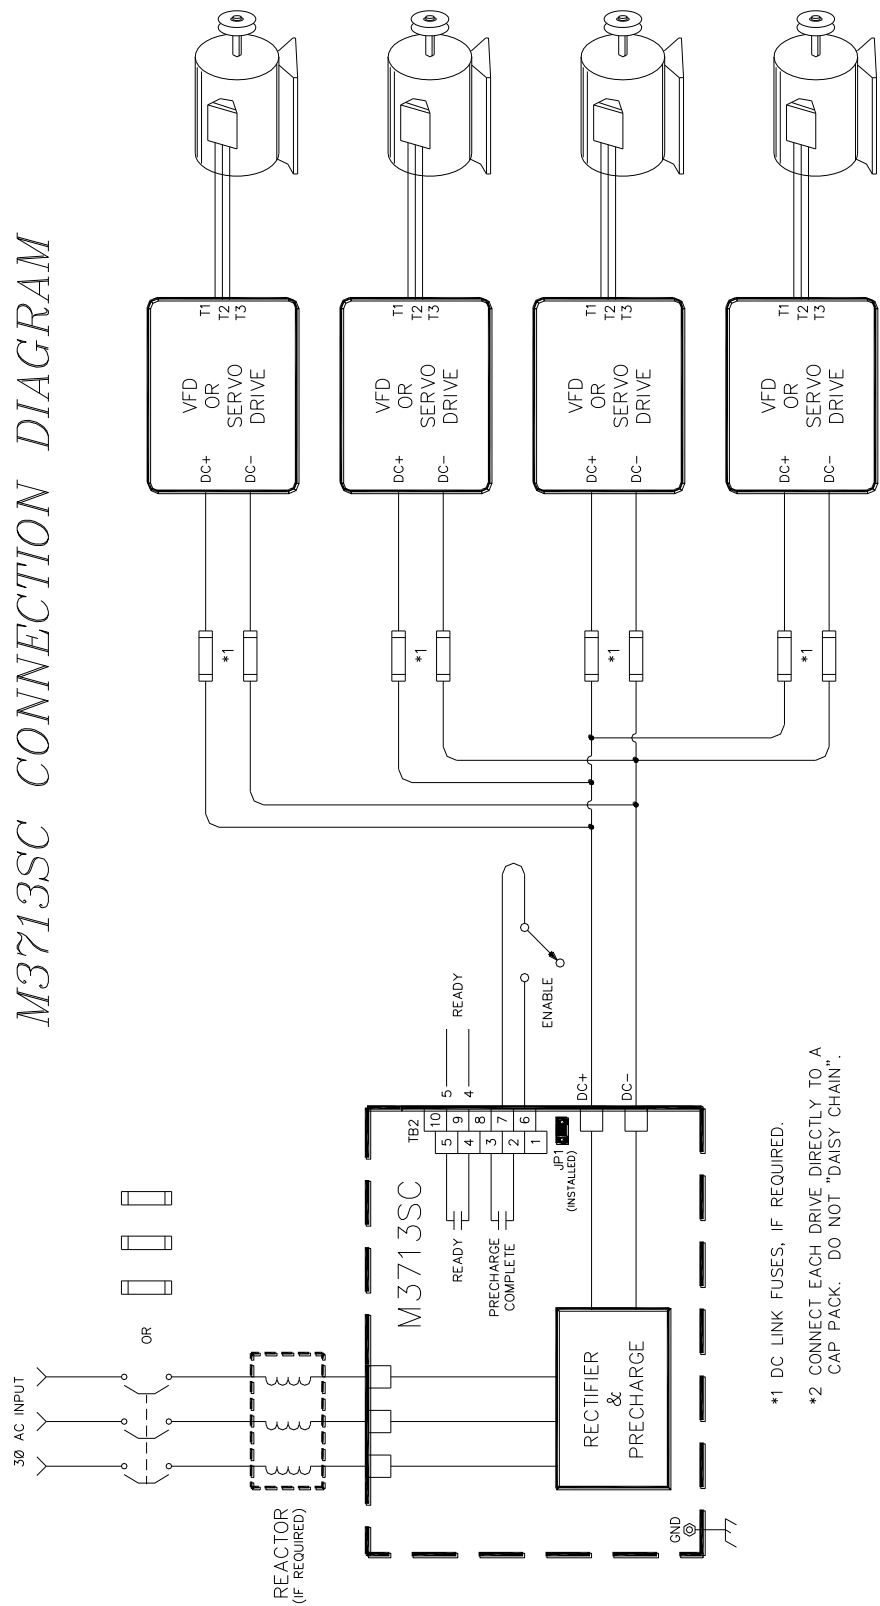 M3713SC CONNECTION DIAGRAM
3Ø AC INPUT
OR
REACTOR
(IF REQUIRED)
M3713SC
READY
PRECHARGE
COMPLETE
TB2
10
9
8
7
6
5
4
3
2
1
JP1
(INSTALLED)
5
4
READY
ENABLE
DC+
DC-
RECTIFIER
&
PRECHARGE
GND
*1
*1
*1
*1
DC+
DC-
VFD
OR
SERVO
DRIVE
T1
T2
T3
DC+
DC-
VFD
OR
SERVO
DRIVE
T1
T2
T3
DC+
DC-
VFD
OR
SERVO
DRIVE
T1
T2
T3
DC+
DC-
VFD
OR
SERVO
DRIVE
T1
T2
T3
*1 DC LINK FUSES, IF REQUIRED.
*2 CONNECT EACH DRIVE DIRECTLY TO A
CAP PACK. DO NOT "DAISY CHAIN".